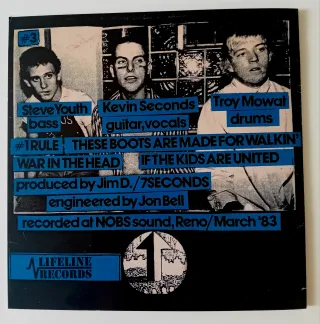 #3
Steve Youth
bass
Kevin Seconds
guitar, vocals
Troy Mowat
drums
#1 RULE THESE BOOTS ARE MADE FOR WALKIN'
WAR IN THE HEAD IF THE KIDS ARE UNITED
produced by Jim D. / 7SECONDS
engineered by Jon Bell
recorded at NÖBS sound, Reno / March '83
LIFELINE
RECORDS